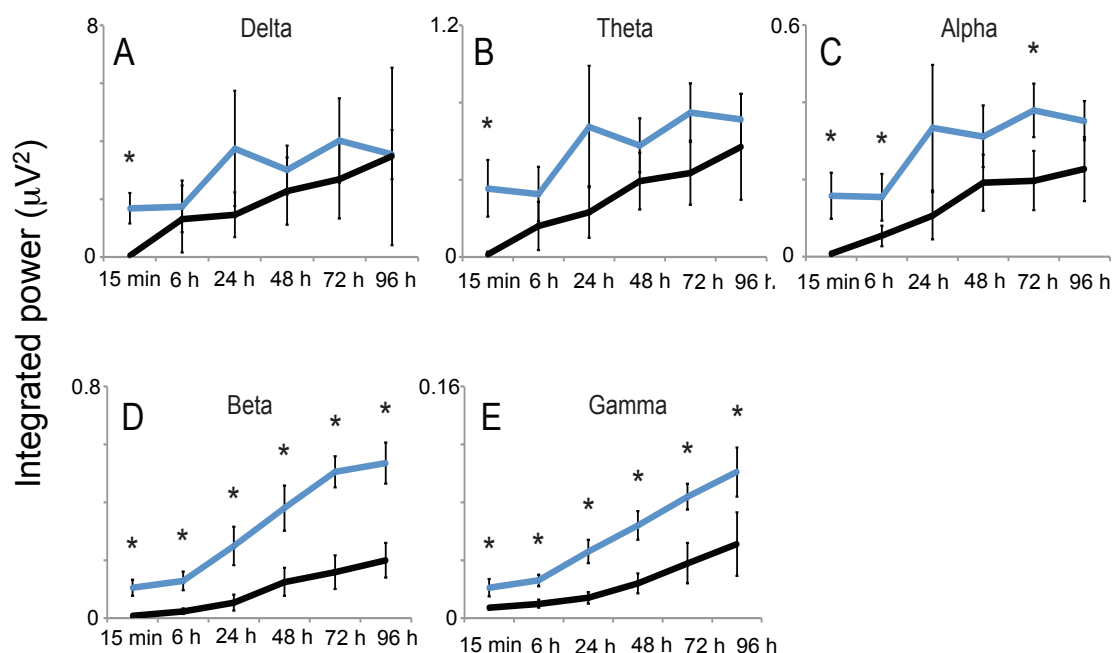 Integrated power (μV²)
A
Delta
8
*
0
15 min 6 h 24 h 48 h 72 h 96 h
B
Theta
1.2
*
0
15 min 6 h 24 h 48 h 72 h 96 h.
C
Alpha
0.6
* * *
0
15 min 6 h 24 h 48 h 72 h 96 h
D
Beta
0.8
* * * * * *
0
15 min 6 h 24 h 48 h 72 h 96 h
E
Gamma
0.16
* * * * * *
0
15 min 6 h 24 h 48 h 72 h 96 h